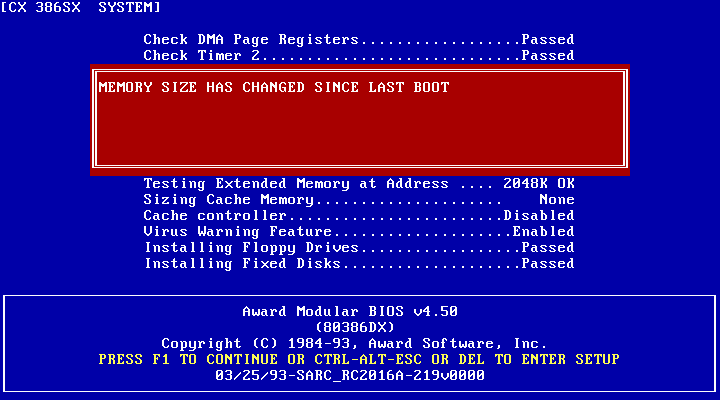 [CX 386SX  SYSTEM]
Check DMA Page Registers..................Passed
Check Timer 2.............................Passed
MEMORY SIZE HAS CHANGED SINCE LAST BOOT
Testing Extended Memory at Address .... 2048K OK
Sizing Cache Memory.....................    None
Cache controller........................Disabled
Virus Warning Feature....................Enabled
Installing Floppy Drives..................Passed
Installing Fixed Disks....................Passed
Award Modular BIOS v4.50
(80386DX)
Copyright (C) 1984-93, Award Software, Inc.
PRESS F1 TO CONTINUE OR CTRL-ALT-ESC OR DEL TO ENTER SETUP
03/25/93-SARC_RC2016A-219v0000